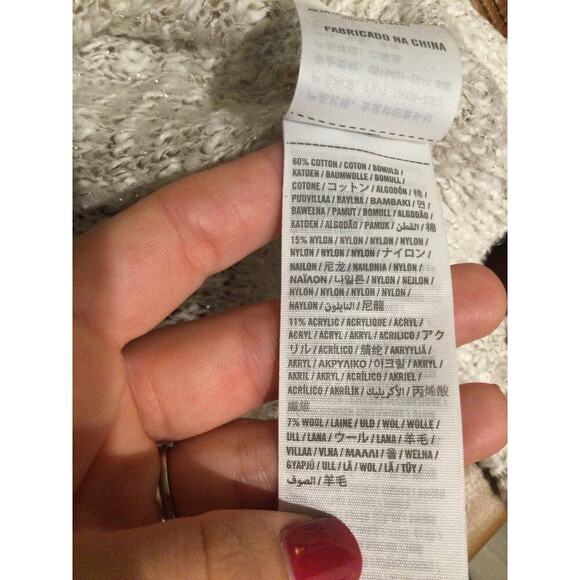 FABRICADO NA CHINA
60% COTTON / COTON / BOMULD /
KATOEN / BAUMWOLLE / BOMULL /
COTONE / コットン / ALGODÓN / 棉 /
PUUVILLAA / BAVLNA / BAMBAKI / 면 /
BAWEŁNA / PAMUT / BOMULL / ALGODÃO /
KATOEN / ALGODÃO / PAMUK / القطن / 棉
15% NYLON / NYLON / NYLON / NYLON /
NYLON / NYLON / NYLON / ナイロン /
NAILON / 尼龙 / NAILONIA / NYLON /
ΝΑΪΛΟΝ / 나일론 / NYLON / NEJLON /
NYLON / NYLON / NYLON / NYLON /
NAYLON / النايلون / 尼龍
11% ACRYLIC / ACRYLIQUE / ACRYL /
ACRYL / ACRYL / AKRYL / ACRILICO / アク
リル / ACRÍLICO / 腈纶 / AKRYYLIÄ /
AKRYL / ΑΚΡΥΛΙΚΟ / 아크릴 / AKRYL /
AKRIL / AKRYL / ACRÍLICO / AKRIEL /
ACRÍLICO / AKRİLİK / الأكريليك / 丙烯酸
纖維
7% WOOL / LAINE / ULD / WOL / WOLLE /
ULL / LANA / ウール / LANA / 羊毛 /
VILLAA / VLNA / ΜΑΛΛΙ / 울 / WEŁNA /
GYAPJÚ / ULL / LÃ / WOL / LÃ / TÜY /
الصوف / 羊毛